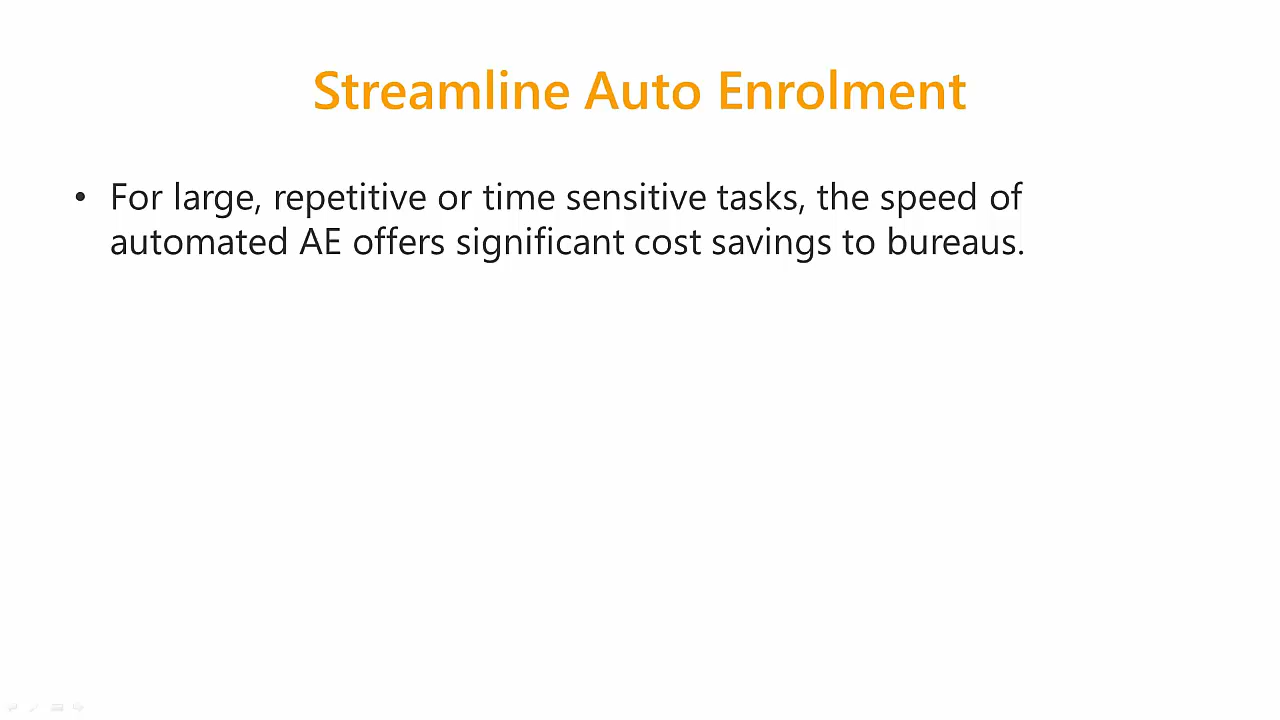 Streamline Auto Enrolment
• For large, repetitive or time sensitive tasks, the speed of
automated AE offers significant cost savings to bureaus.